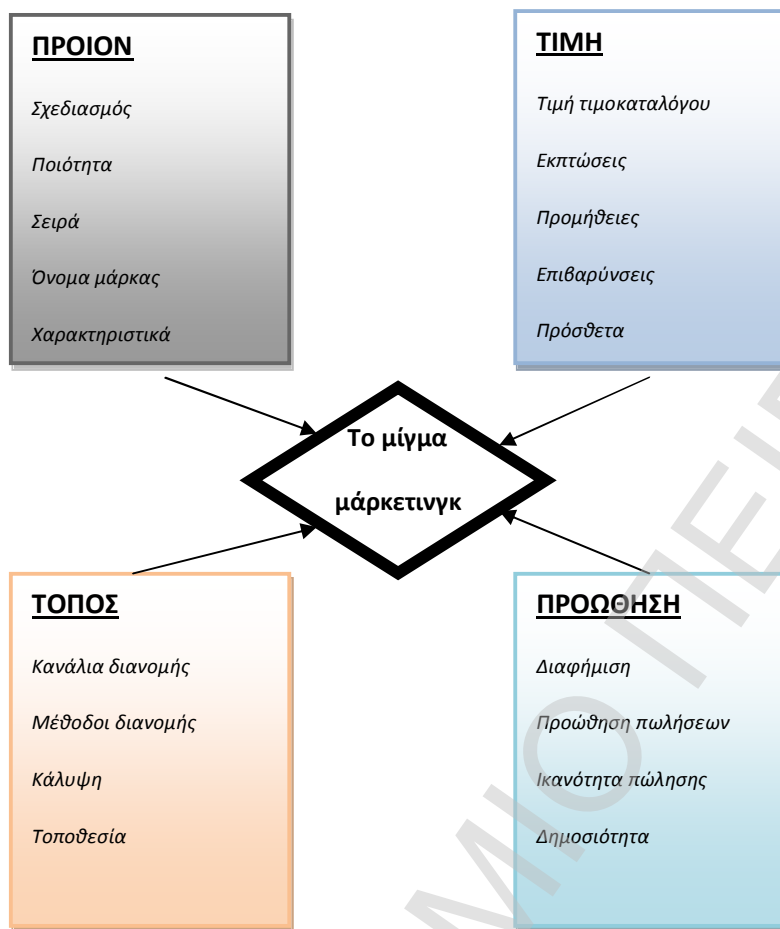 ΠΡΟΙΟΝ
Σχεδιασμός
Ποιότητα
Σειρά
Όνομα μάρκας
Χαρακτηριστικά
ΤΙΜΗ
Τιμή τιμοκαταλόγου
Εκπτώσεις
Προμήθειες
Επιβαρύνσεις
Πρόσθετα
Το μίγμα
μάρκετινγκ
ΤΟΠΟΣ
Κανάλια διανομής
Μέθοδοι διανομής
Κάλυψη
Τοποθεσία
ΠΡΟΩΘΗΣΗ
Διαφήμιση
Προώθηση πωλήσεων
Ικανότητα πώλησης
Δημοσιότητα